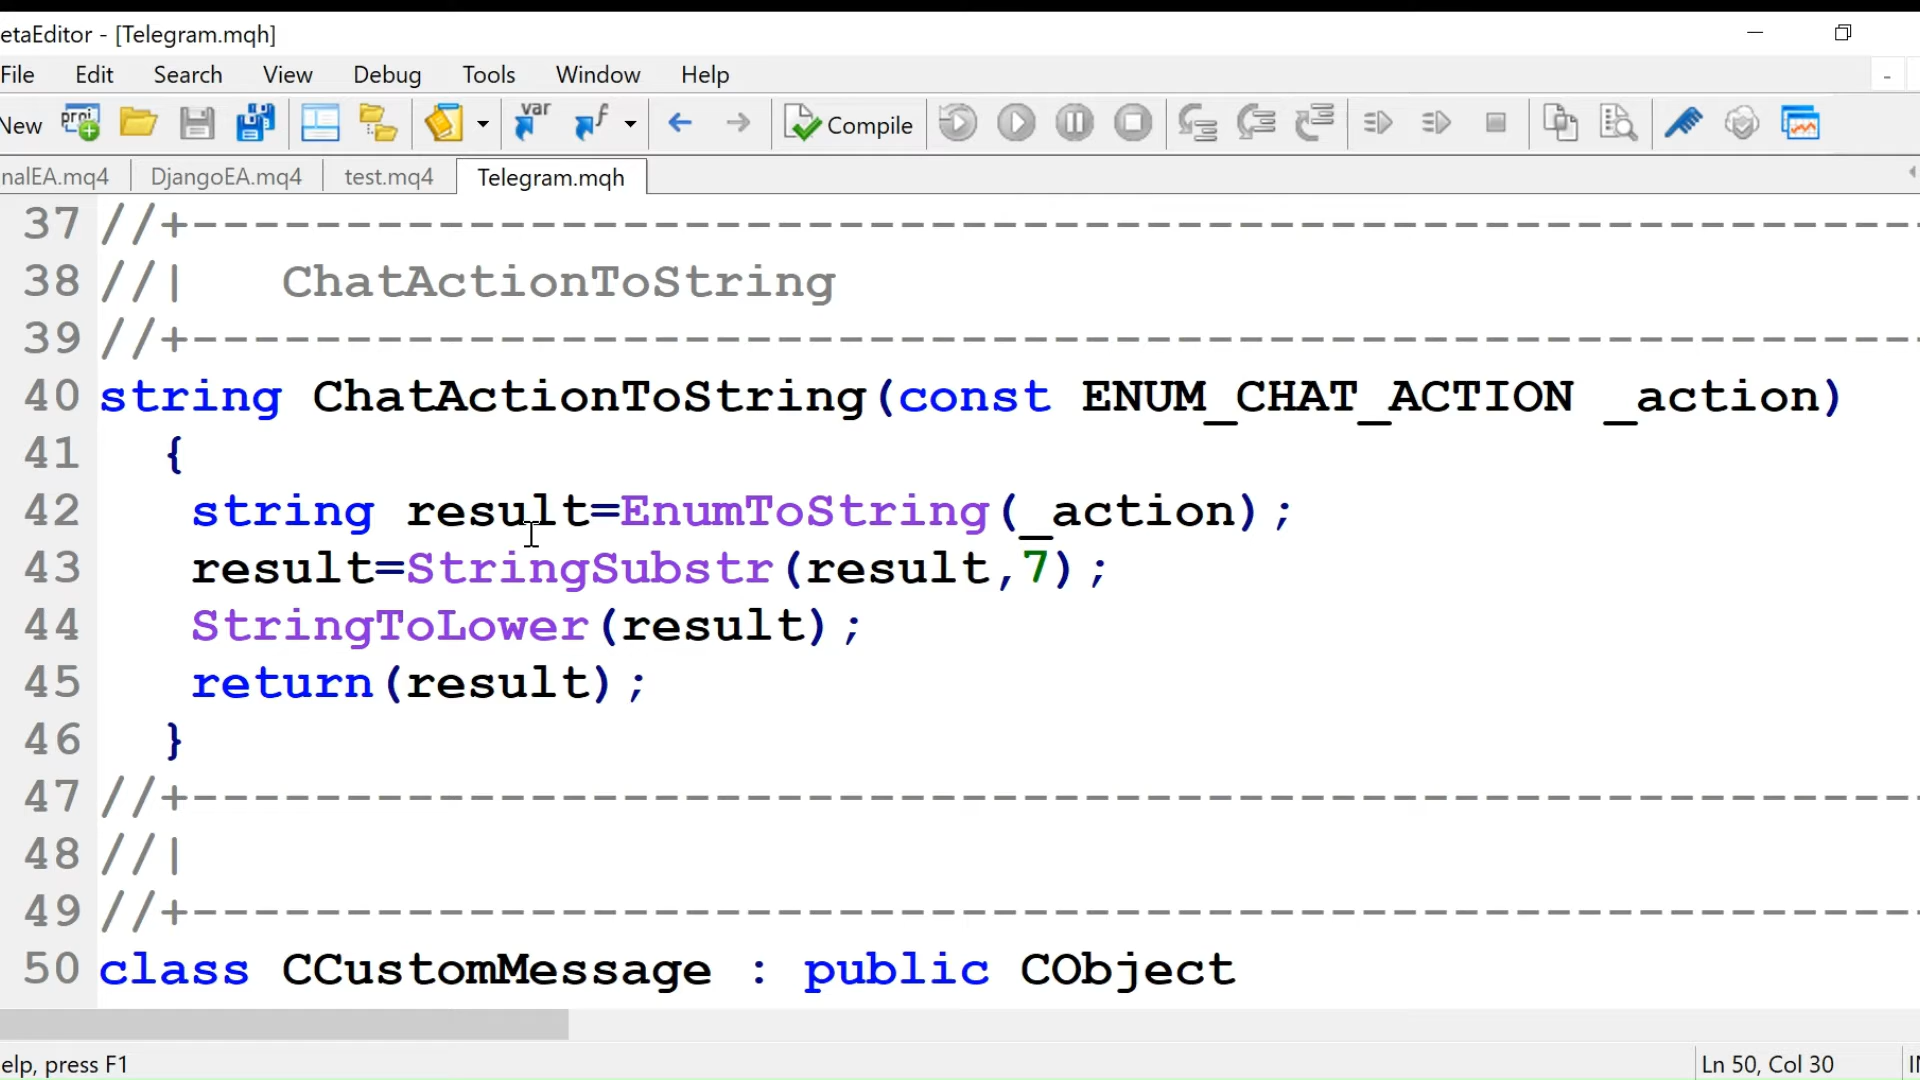 etaEditor - [Telegram.mqh]
File Edit Search View Debug Tools Window Help
New proj var f Compile
nalEA.mq4 DjangoEA.mq4 test.mq4 Telegram.mqh
37 //+------------------------------------------------------------
38 //|   ChatActionToString
39 //+------------------------------------------------------------
40 string ChatActionToString(const ENUM_CHAT_ACTION _action)
41   {
42    string result=EnumToString(_action);
43    result=StringSubstr(result,7);
44    StringToLower(result);
45    return(result);
46   }
47 //+------------------------------------------------------------
48 //|
49 //+------------------------------------------------------------
50 class CCustomMessage : public CObject
elp, press F1 Ln 50, Col 30